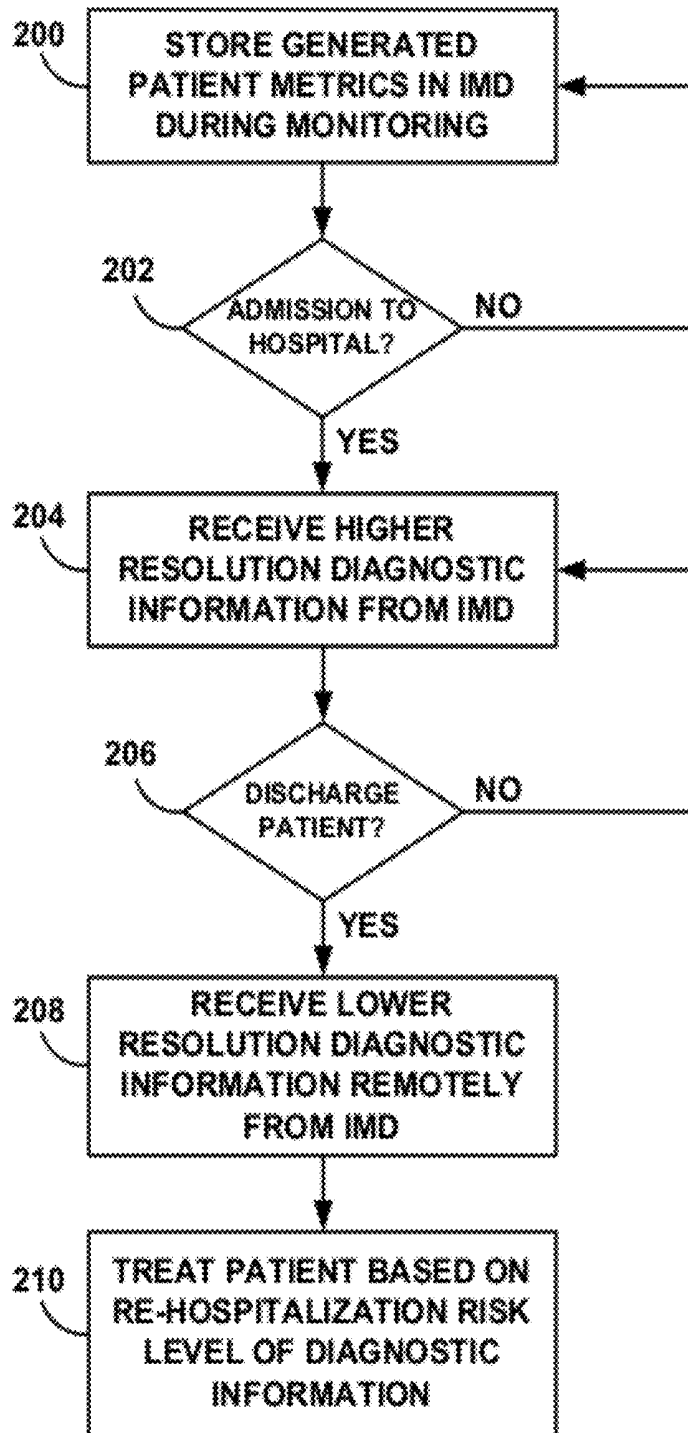 200
STORE GENERATED
PATIENT METRICS IN IMD
DURING MONITORING
202
ADMISSION TO
HOSPITAL?
NO
YES
204
RECEIVE HIGHER
RESOLUTION DIAGNOSTIC
INFORMATION FROM IMD
206
DISCHARGE
PATIENT?
NO
YES
208
RECEIVE LOWER
RESOLUTION DIAGNOSTIC
INFORMATION REMOTELY
FROM IMD
210
TREAT PATIENT BASED ON
RE-HOSPITALIZATION RISK
LEVEL OF DIAGNOSTIC
INFORMATION